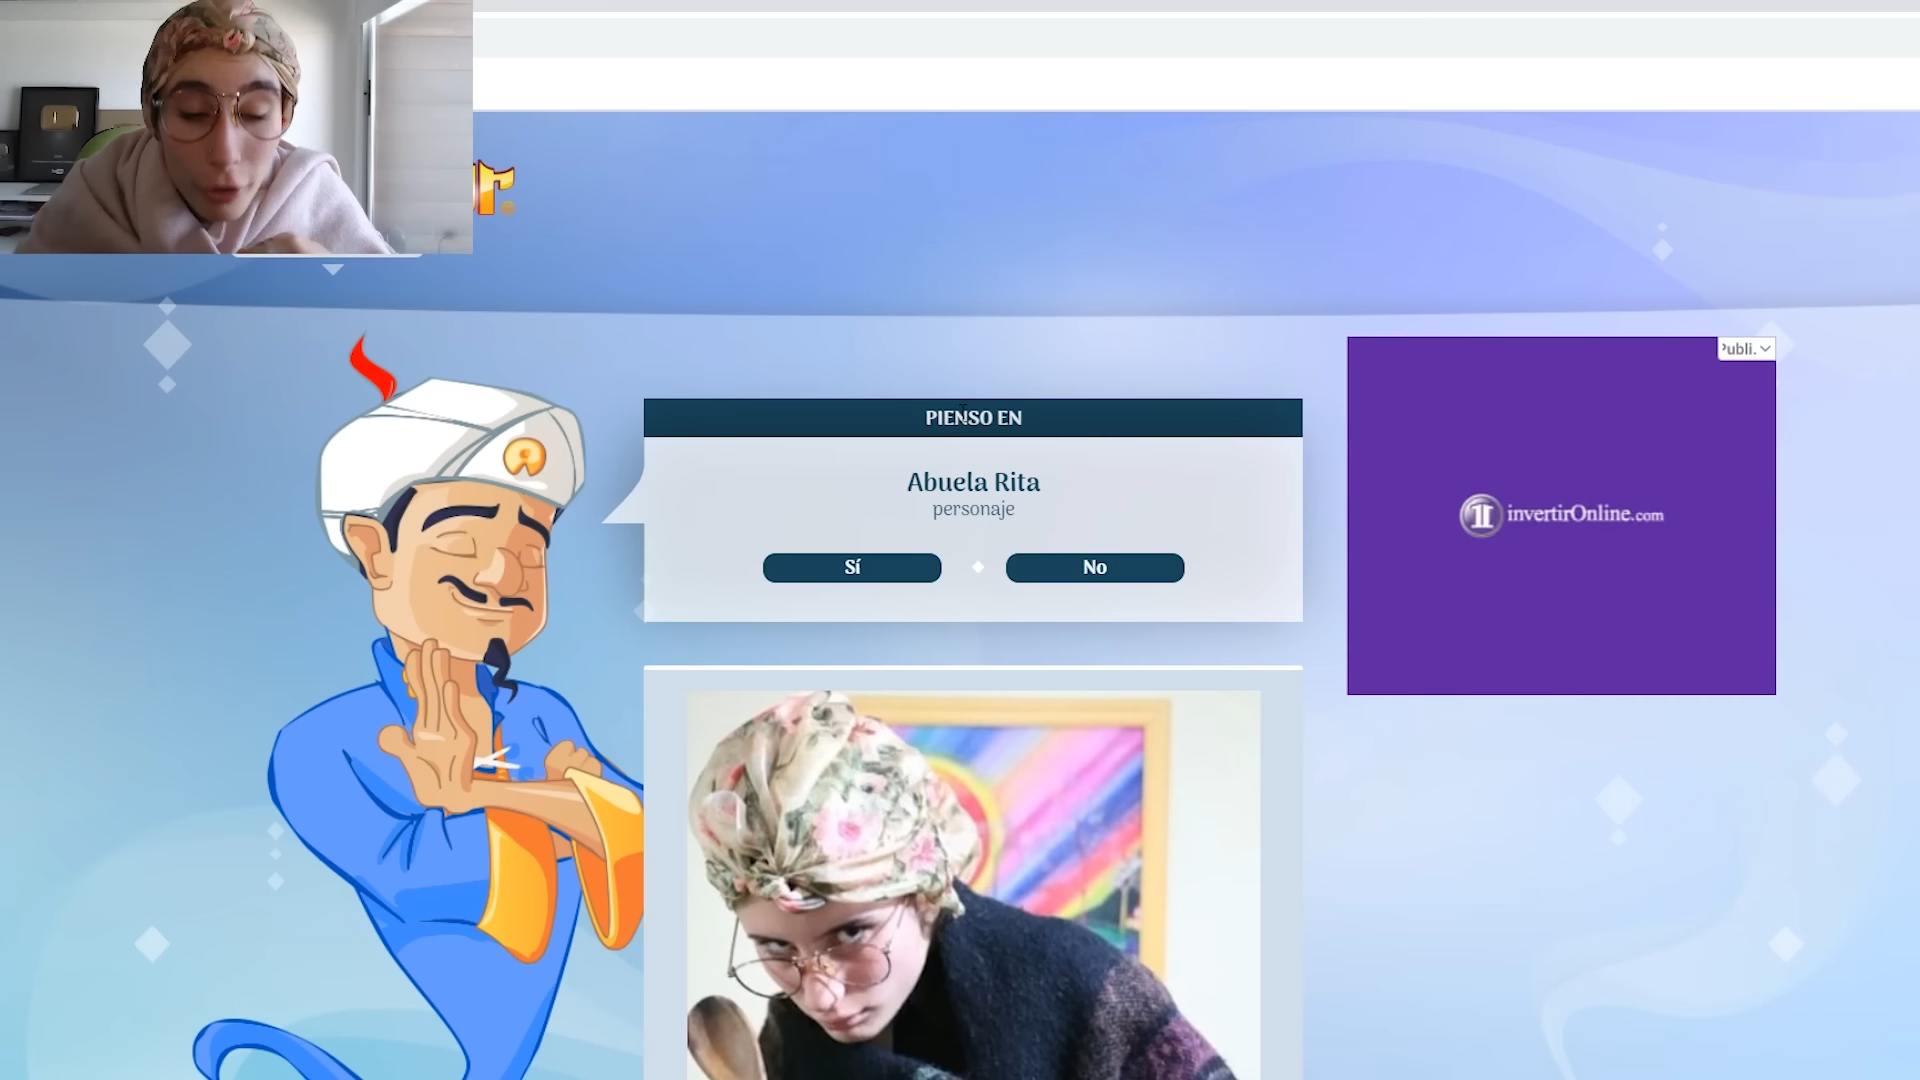 r.
PIENSO EN
Abuela Rita
personaje
Sí
No
Publi.
invertirOnline.com